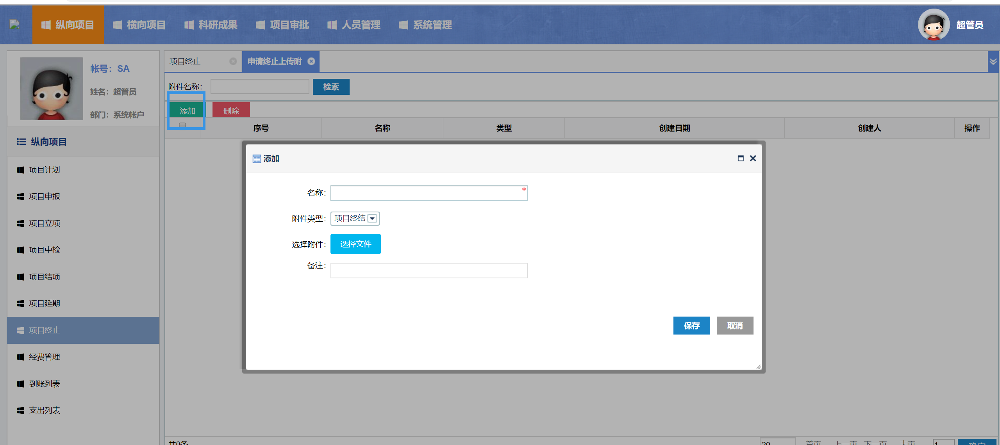 纵向项目 横向项目 科研成果 项目审批 人员管理 系统管理 超管员
帐号：SA
姓名：超管员
部门：系统帐户
纵向项目
项目计划
项目申报
项目立项
项目中检
项目结项
项目延期
项目终止
经费管理
到账列表
支出列表
项目终止 申请终止上传附
附件名称： 检索
添加 删除
序号 名称 类型 创建日期 创建人 操作
添加
名称： *
附件类型： 项目终结
选择附件： 选择文件
备注：
保存 取消
共0条 20 首页 上一页 下一页 末页 1 确定